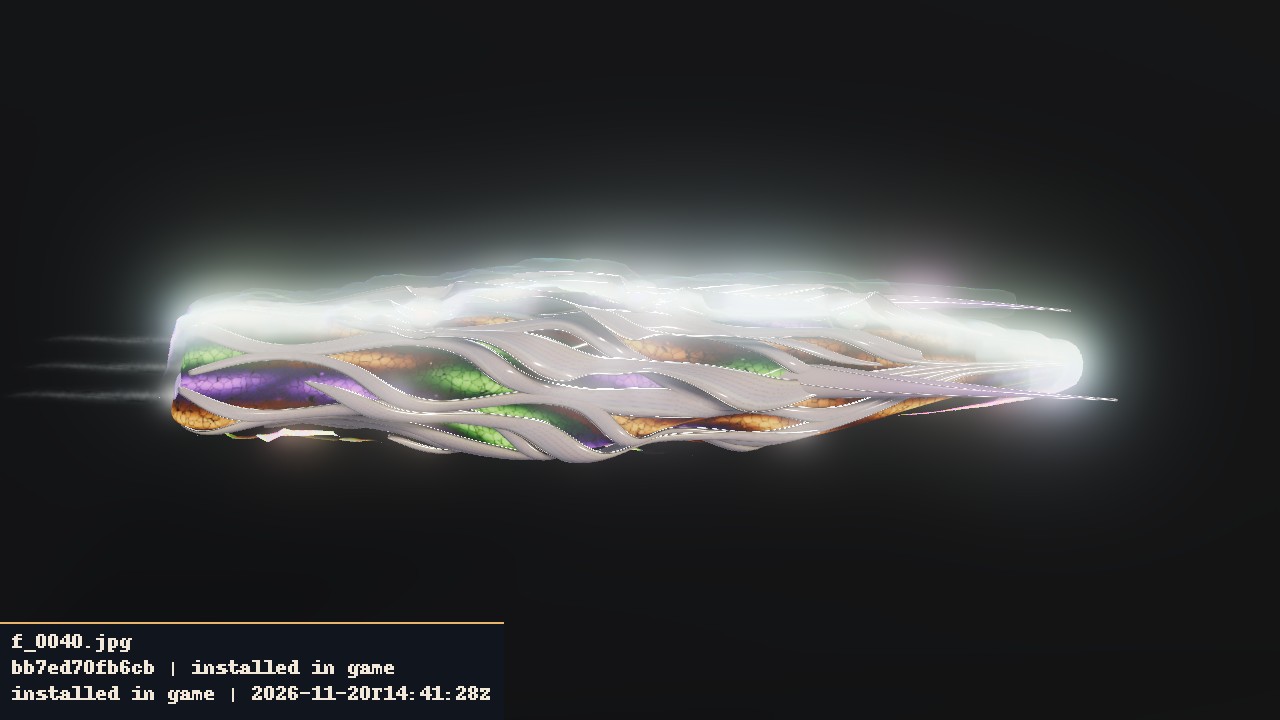 f_0040.jpg
bb7ed70fb6cb | installed in game
installed in game | 2026-11-20T14:41:28Z